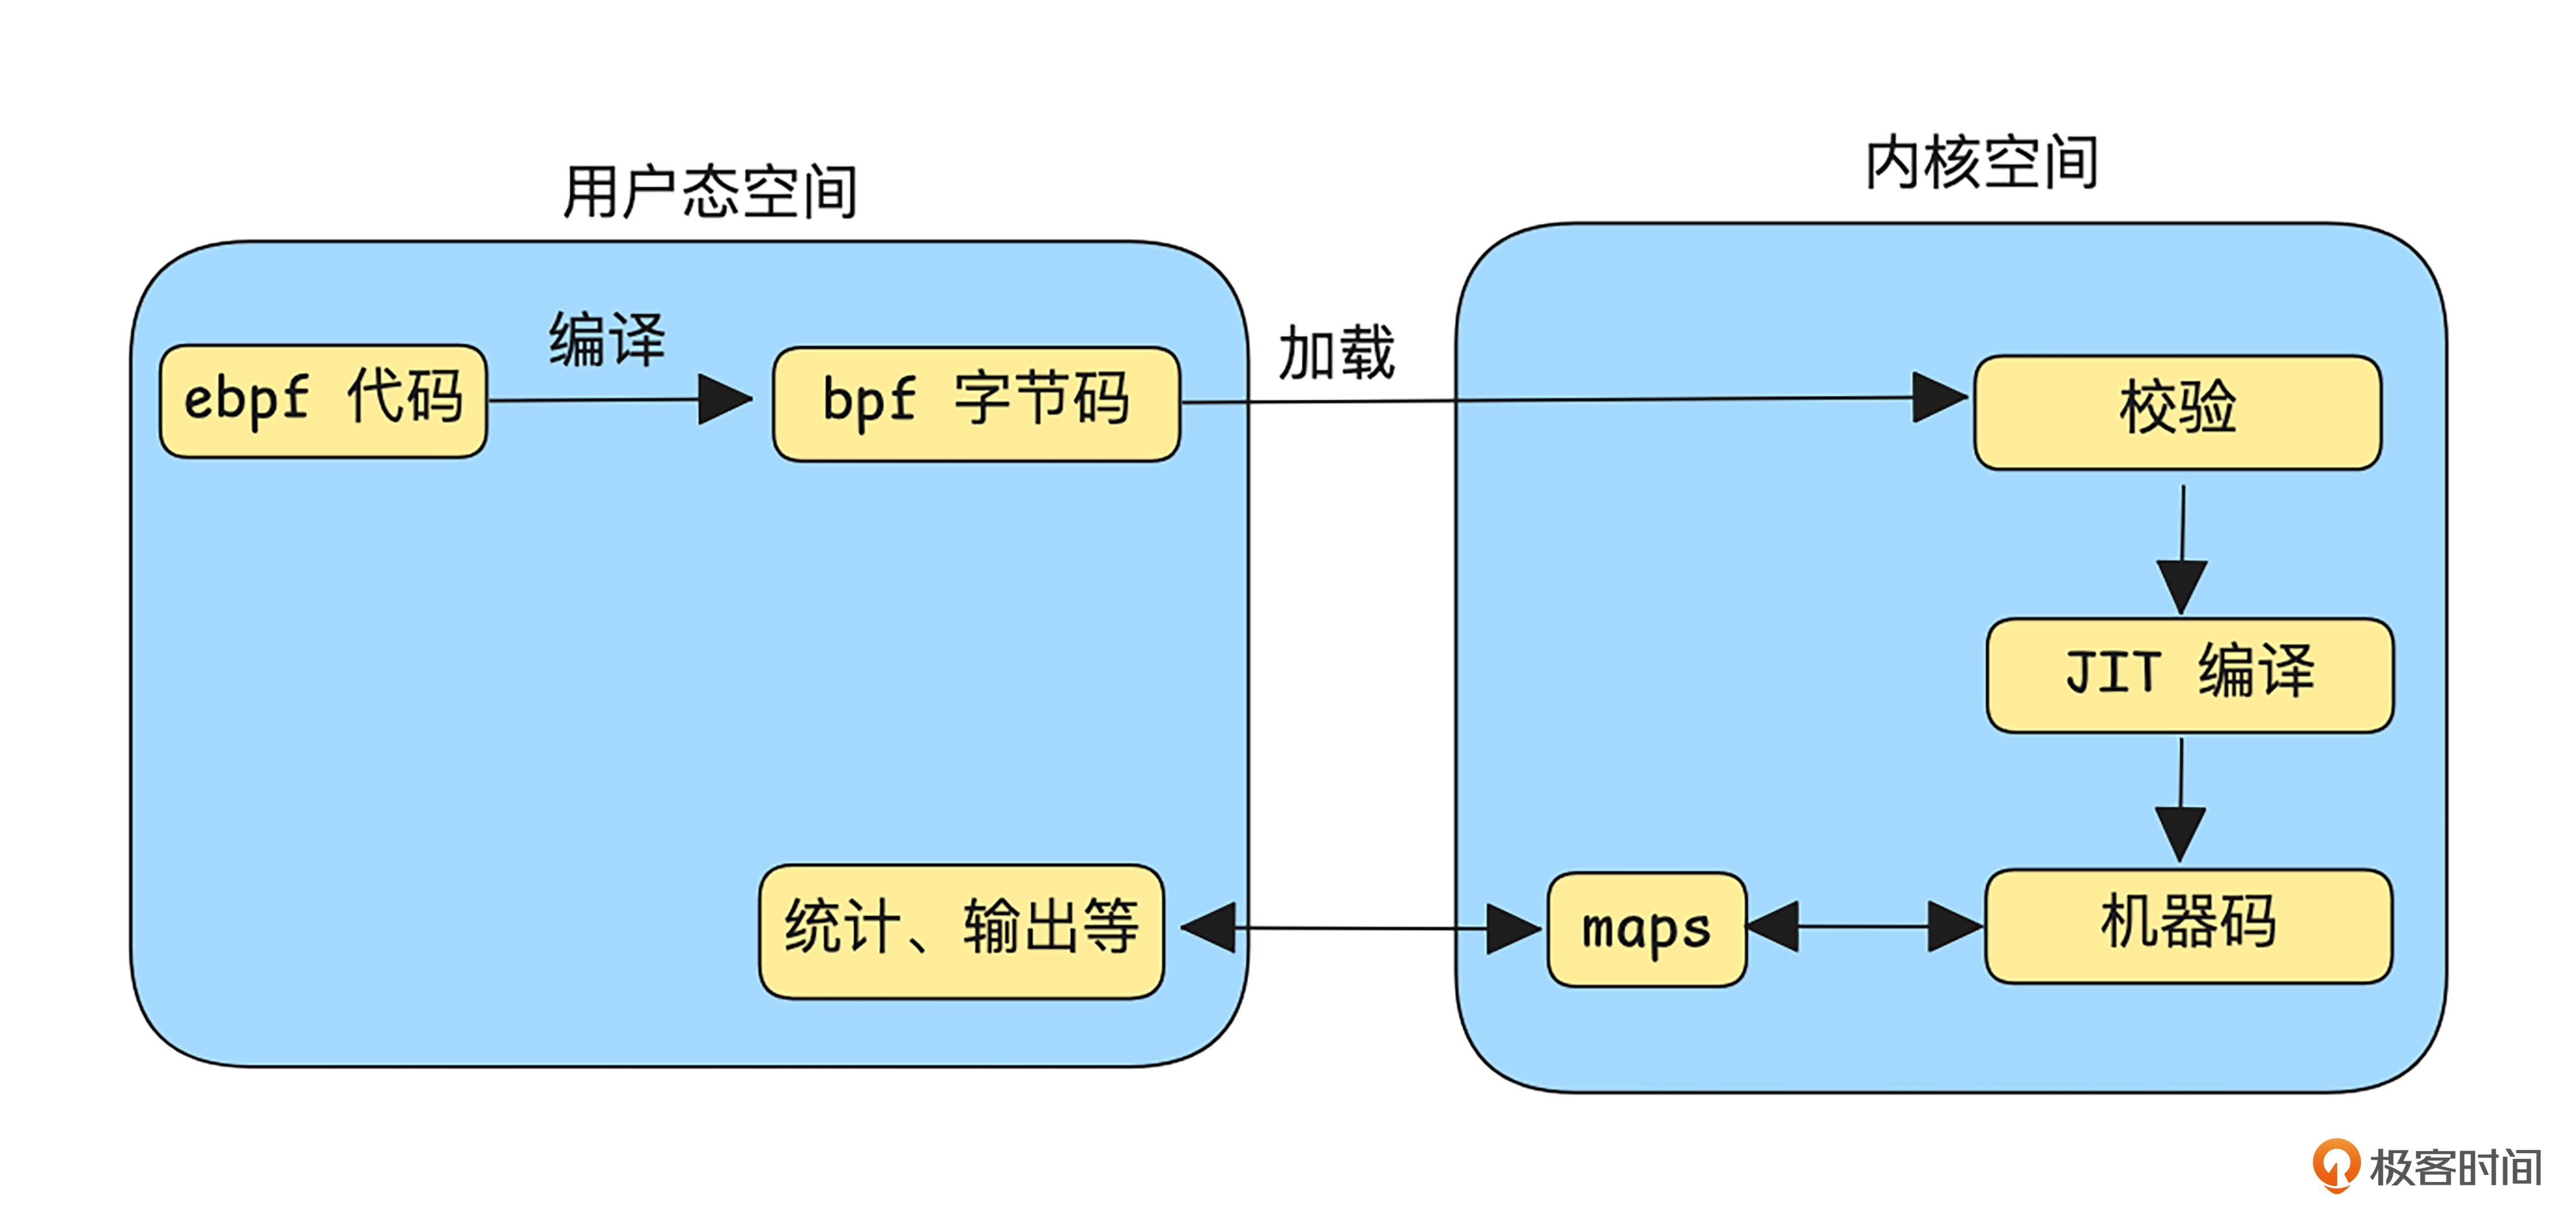 用户态空间
内核空间
ebpf 代码
编译
bpf 字节码
加载
校验
JIT 编译
机器码
maps
统计、输出等
极客时间